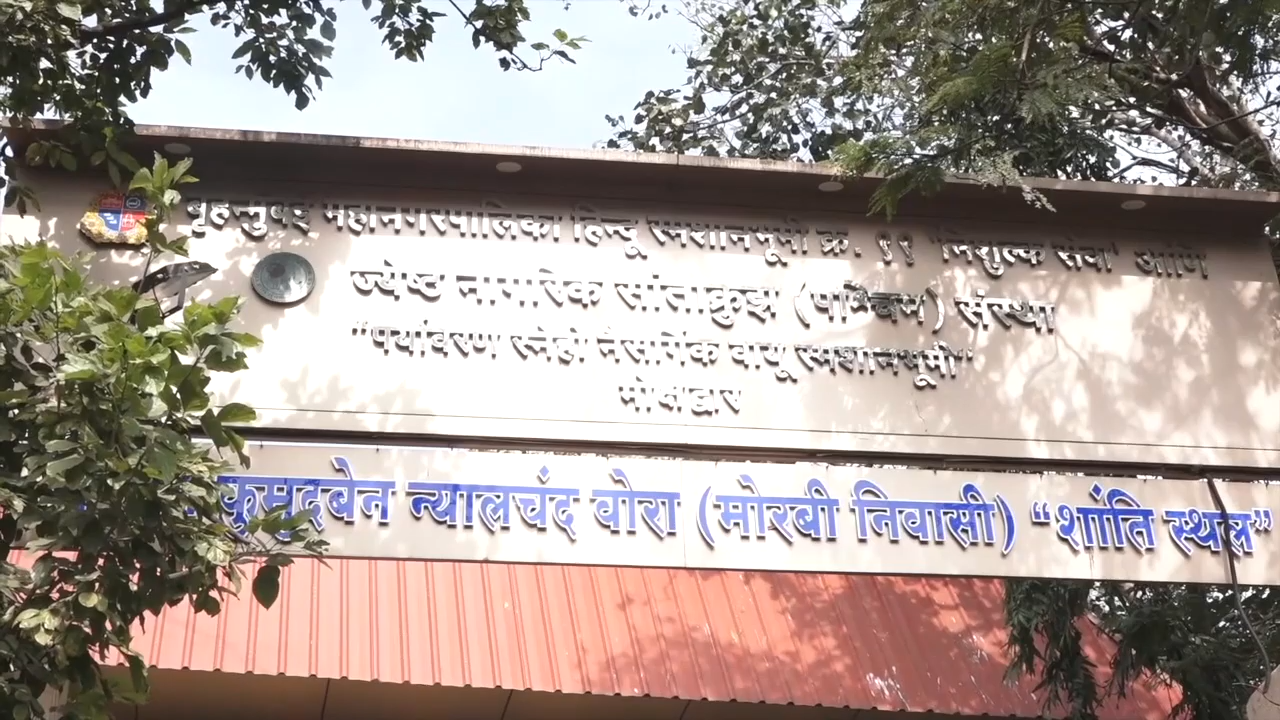 बृहन्मुंबई महानगरपालिका हिन्दू स्मशानभूमी क्र. ९९ "निशुल्क सेवा" आणि
ज्येष्ठ नागरिक सांताक्रुझ (पश्चिम) संस्था
"पर्यावरण स्नेही नैसर्गिक वायू स्मशानभूमी"
मोक्षद्वार
कुमुदबेन न्यालचंद वोरा (मोरबी निवासी) “शांति स्थल”